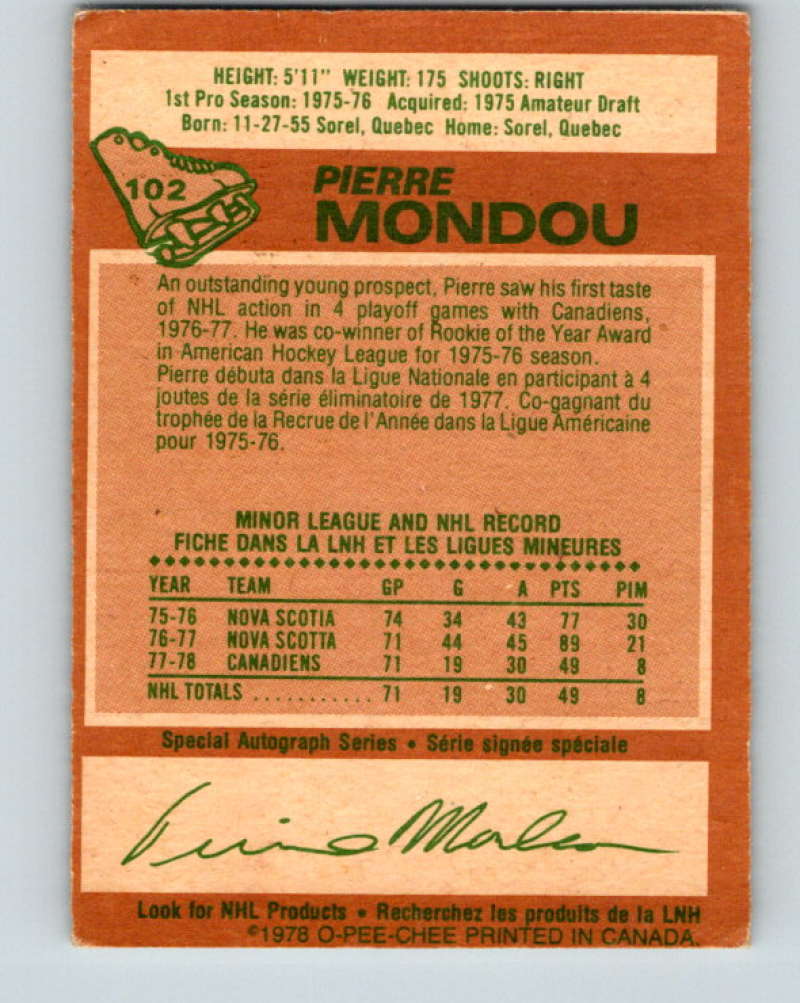 HEIGHT: 5'11" WEIGHT: 175 SHOOTS: RIGHT
1st Pro Season: 1975-76 Acquired: 1975 Amateur Draft
Born: 11-27-55 Sorel, Quebec Home: Sorel, Quebec
102
PIERRE
MONDOU
An outstanding young prospect, Pierre saw his first taste
of NHL action in 4 playoff games with Canadiens,
1976-77. He was co-winner of Rookie of the Year Award
in American Hockey League for 1975-76 season.
Pierre débuta dans la Ligue Nationale en participant à 4
joutes de la série éliminatoire de 1977. Co-gagnant du
trophée de la Recrue de l'Année dans la Ligue Américaine
pour 1975-76.
MINOR LEAGUE AND NHL RECORD
FICHE DANS LA LNH ET LES LIGUES MINEURES
YEAR TEAM GP G A PTS PIM
75-76 NOVA SCOTIA 74 34 43 77 30
76-77 NOVA SCOTTA 71 44 45 89 21
77-78 CANADIENS 71 19 30 49 8
NHL TOTALS ........... 71 19 30 49 8
Special Autograph Series • Série signée spéciale
Pierre Mondou
Look for NHL Products • Recherchez les produits de la LNH
©1978 O-PEE-CHEE PRINTED IN CANADA.